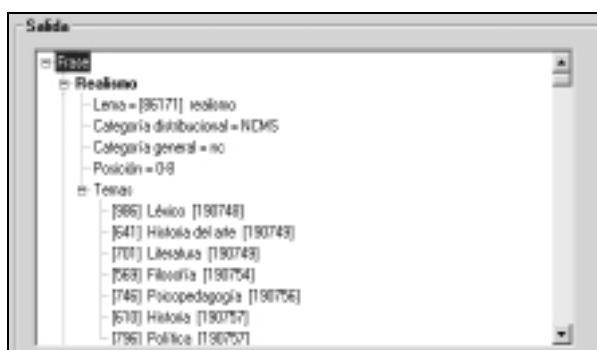 Salida
Frase
Realismo
Lema = [86171] realismo
Categoría distribucional = NCMS
Categoría general = nc
Posición = 0-8
Temas
[986] Léxico [190748]
[641] Historia del arte [190749]
[701] Literatura [190749]
[569] Filosofía [190754]
[746] Psicopedagogía [190756]
[610] Historia [190757]
[796] Política [190757]